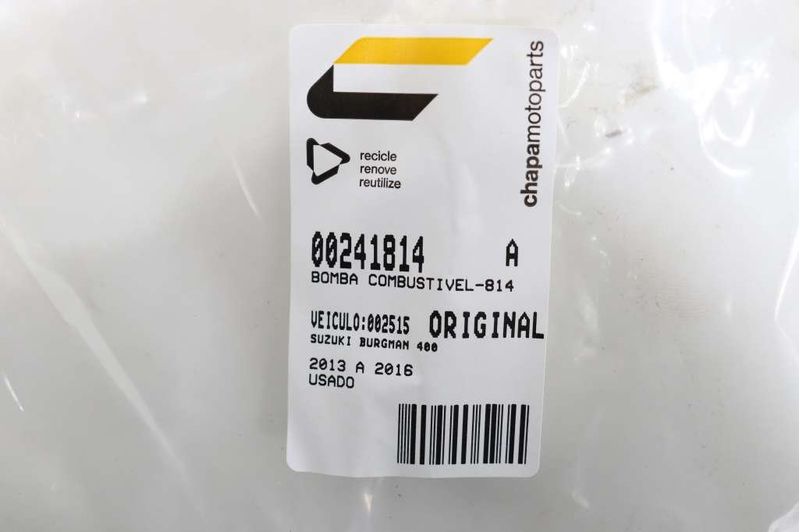 chapamotoparts
recicle
renove
reutilize
00241814 A
BOMBA COMBUSTIVEL-814
VEICULO:002515 ORIGINAL
SUZUKI BURGMAN 400
2013 A 2016
USADO